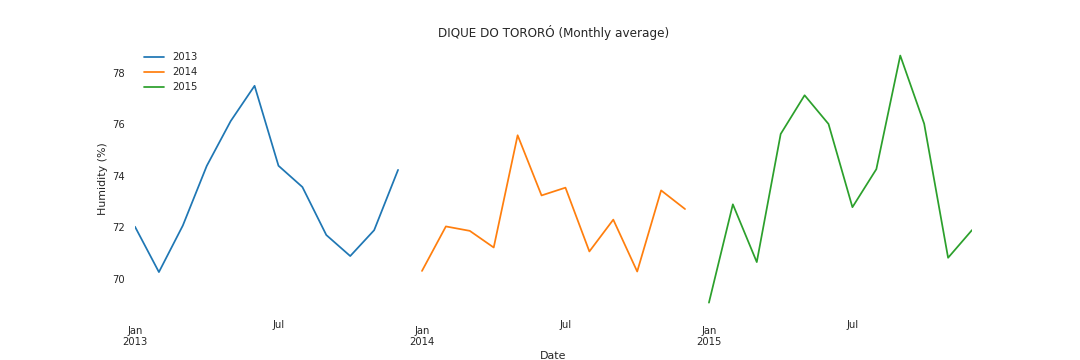 DIQUE DO TORORÓ (Monthly average)
2013
2014
2015
78
76
74
72
70
Humidity (%)
Jan
2013
Jul
Jan
2014
Jul
Jan
2015
Jul
Date